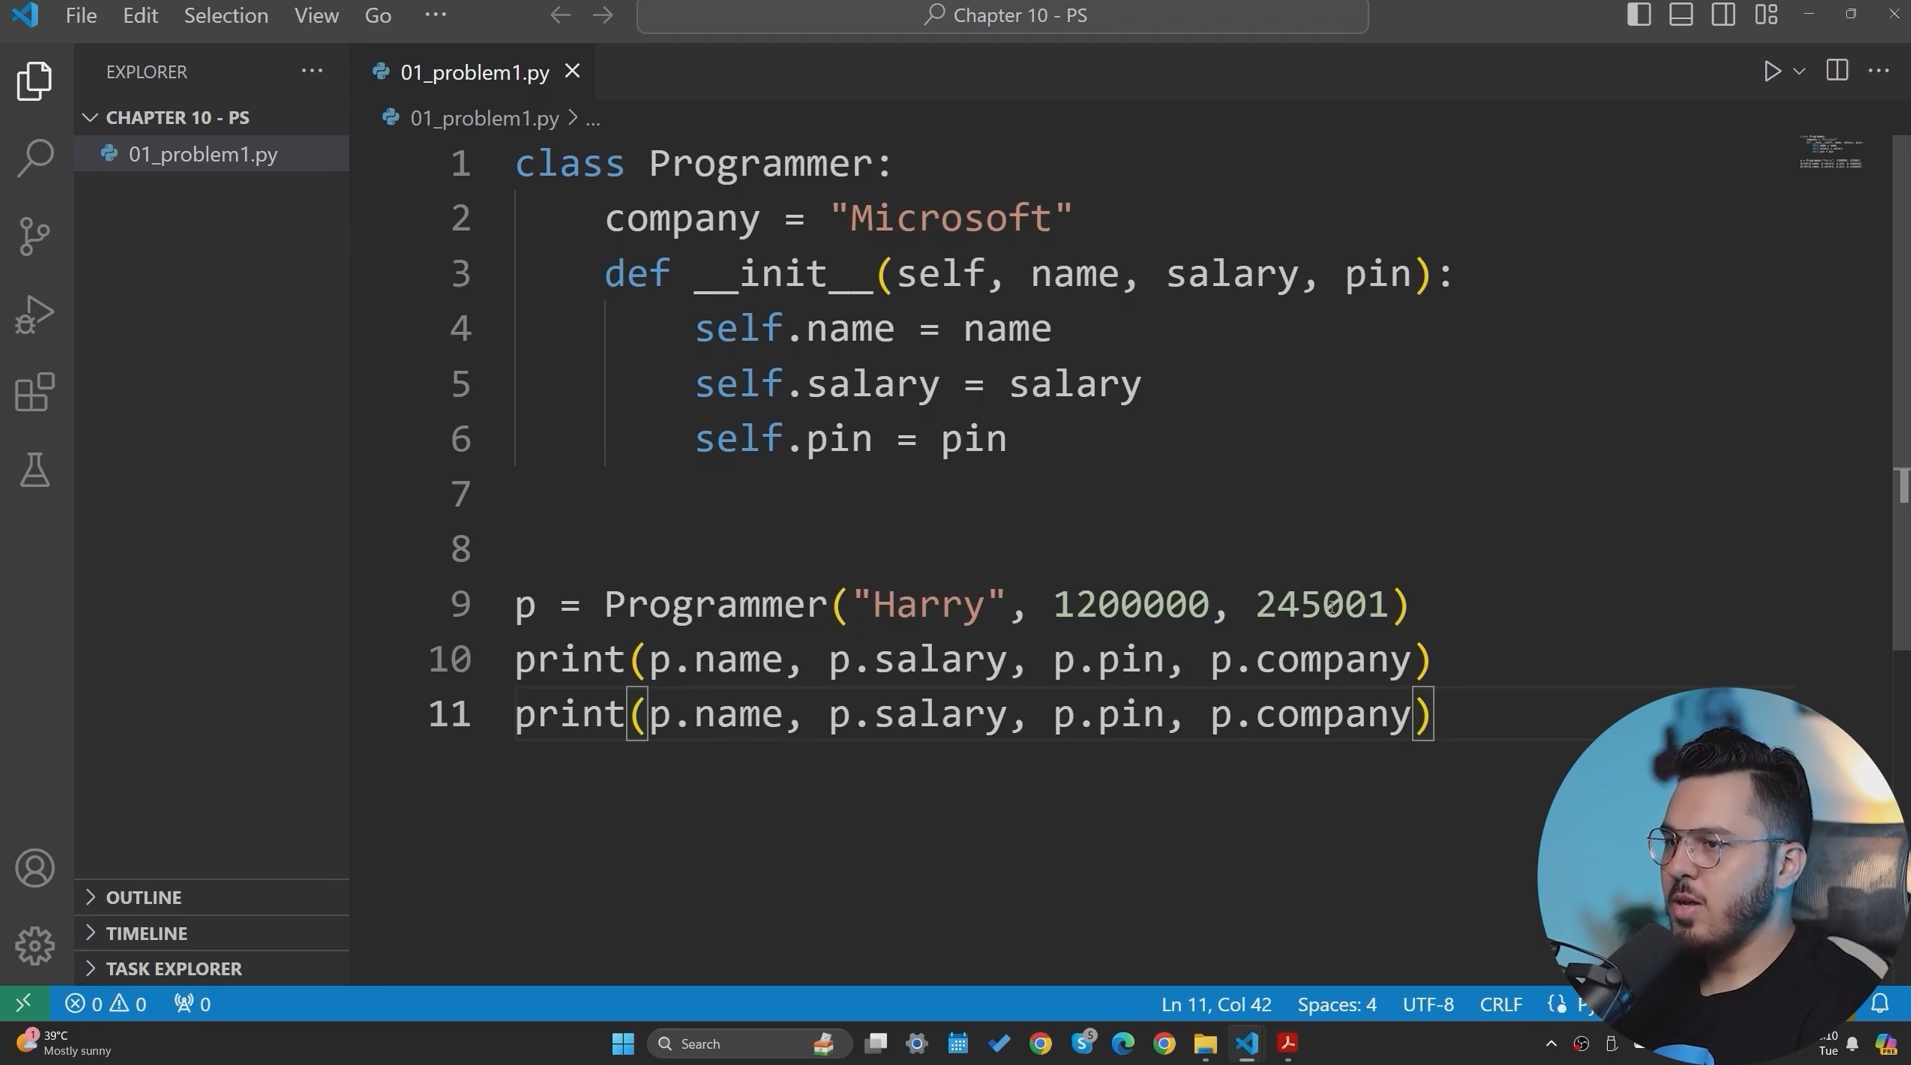 File Edit Selection View Go ···
Chapter 10 - PS
EXPLORER
01_problem1.py
CHAPTER 10 - PS
01_problem1.py > ...
01_problem1.py
1 class Programmer:
2 company = "Microsoft"
3 def __init__(self, name, salary, pin):
4 self.name = name
5 self.salary = salary
6 self.pin = pin
7
8
9 p = Programmer("Harry", 1200000, 245001)
10 print(p.name, p.salary, p.pin, p.company)
11 print(p.name, p.salary, p.pin, p.company)
OUTLINE
TIMELINE
TASK EXPLORER
0 0 0
Ln 11, Col 42 Spaces: 4 UTF-8 CRLF
1
39°C
Mostly sunny
Search
5
Tue
PRE